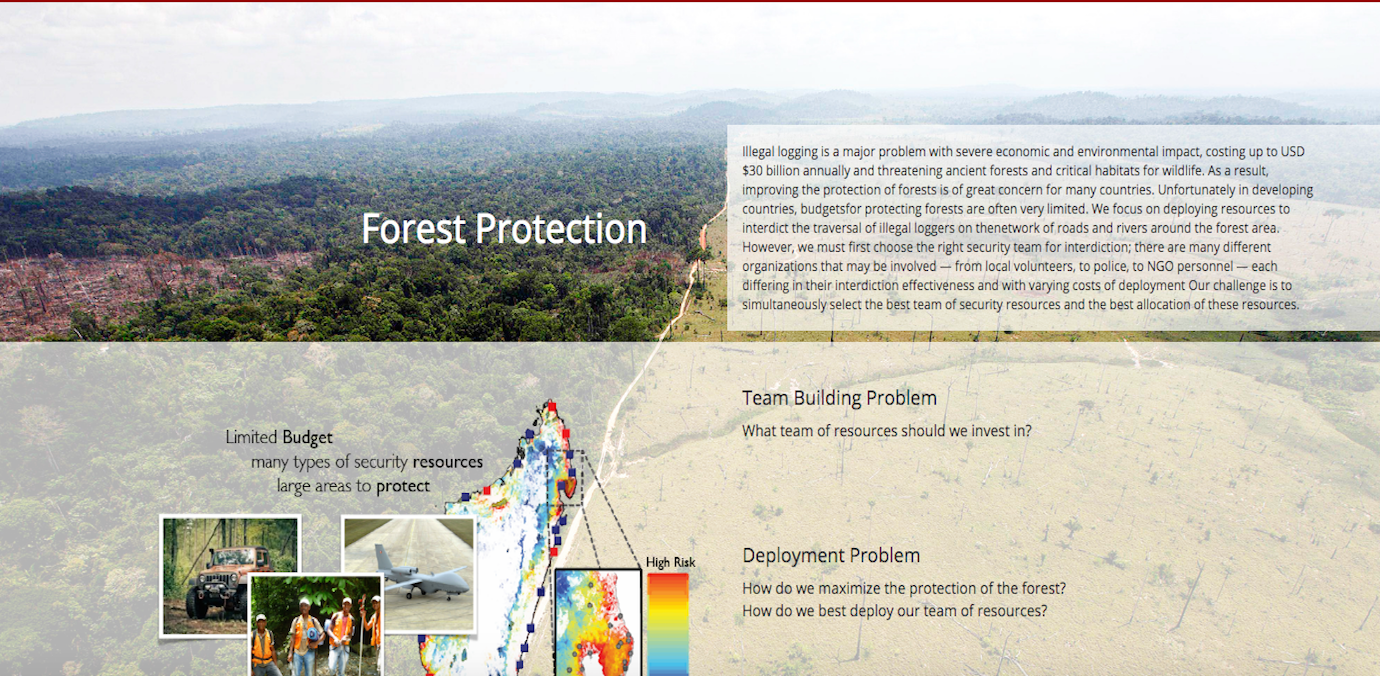 Forest Protection
Illegal logging is a major problem with severe economic and environmental impact, costing up to USD
$30 billion annually and threatening ancient forests and critical habitats for wildlife. As a result,
improving the protection of forests is of great concern for many countries. Unfortunately in developing
countries, budgetsfor protecting forests are often very limited. We focus on deploying resources to
interdict the traversal of illegal loggers on thenetwork of roads and rivers around the forest area.
However, we must first choose the right security team for interdiction; there are many different
organizations that may be involved — from local volunteers, to police, to NGO personnel — each
differing in their interdiction effectiveness and with varying costs of deployment Our challenge is to
simultaneously select the best team of security resources and the best allocation of these resources.
Limited Budget
many types of security resources
large areas to protect
High Risk
Team Building Problem
What team of resources should we invest in?
Deployment Problem
How do we maximize the protection of the forest?
How do we best deploy our team of resources?